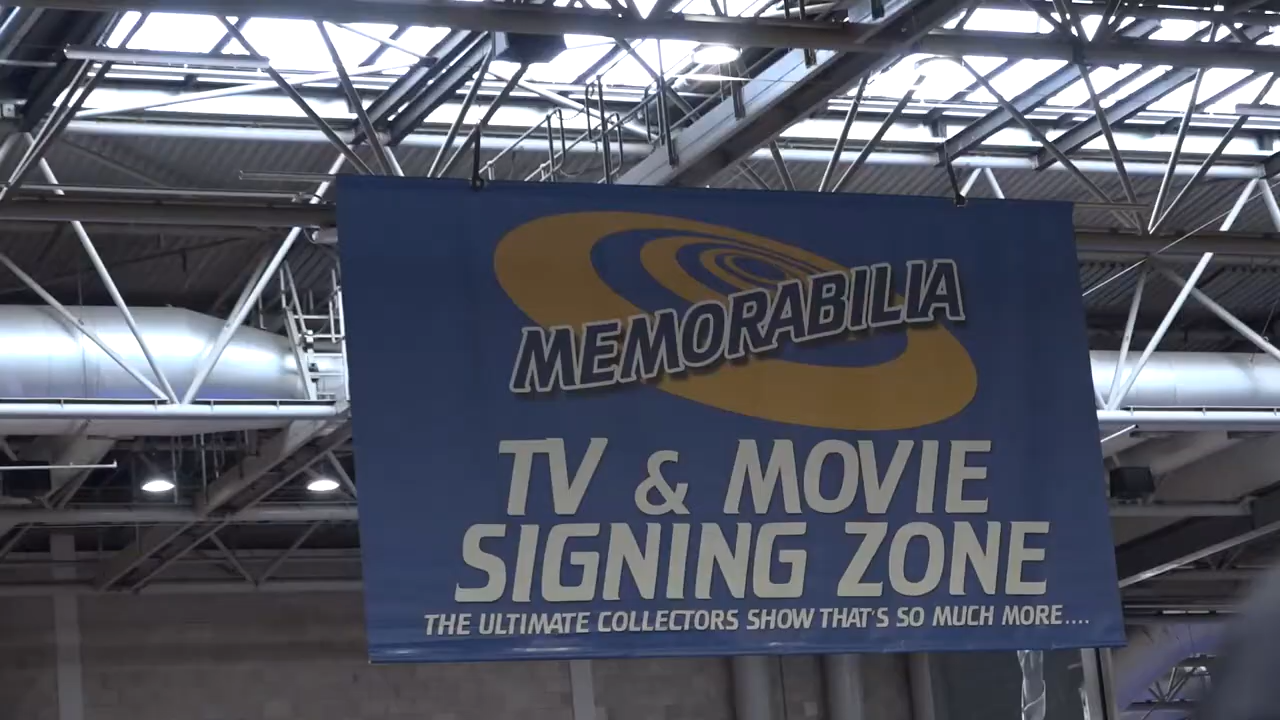 MEMORABILIA
TV & MOVIE
SIGNING ZONE
THE ULTIMATE COLLECTORS SHOW THAT'S SO MUCH MORE....